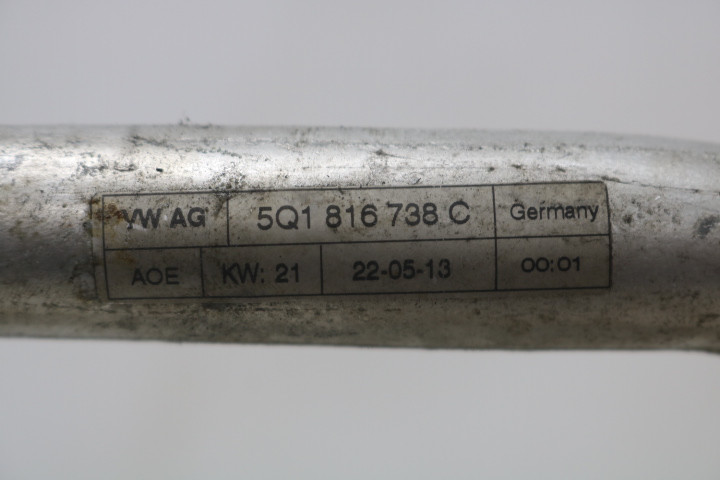 VW AG 5Q1 816 738 C Germany
AOE KW: 21 22-05-13 00:01